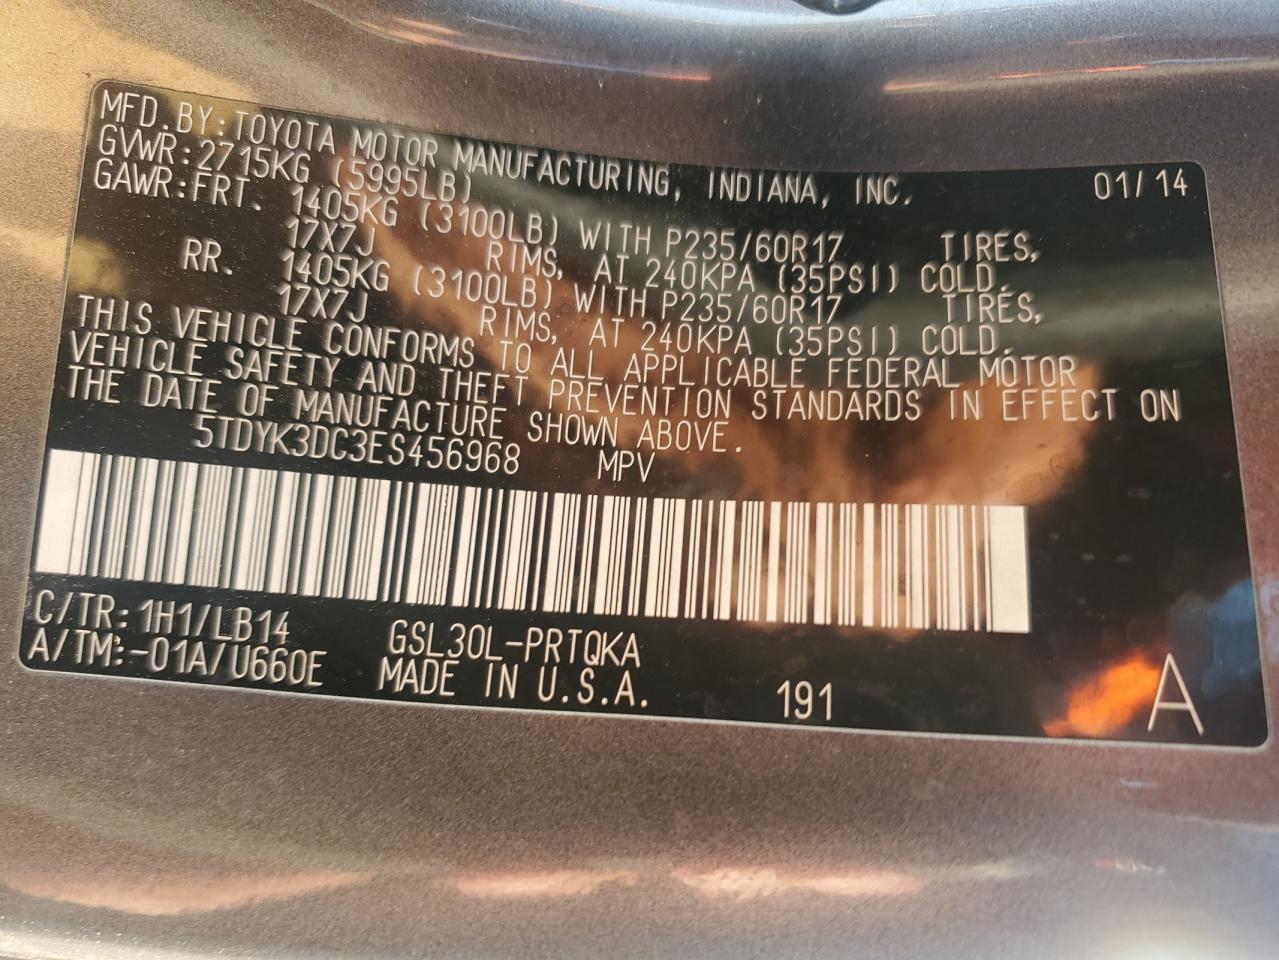 MFD.BY:TOYOTA MOTOR MANUFACTURING, INDIANA, INC. 01/14
GVWR:2715KG (5995LB)
GAWR:FRT. 1405KG (3100LB) WITH P235/60R17 TIRES,
17X7J RIMS, AT 240KPA (35PSI) COLD.
RR. 1405KG (3100LB) WITH P235/60R17 TIRES,
17X7J RIMS, AT 240KPA (35PSI) COLD.
THIS VEHICLE CONFORMS TO ALL APPLICABLE FEDERAL MOTOR
VEHICLE SAFETY AND THEFT PREVENTION STANDARDS IN EFFECT ON
THE DATE OF MANUFACTURE SHOWN ABOVE.
5TDYK3DC3ES456968 MPV
C/TR:1H1/LB14 GSL30L-PRTQKA
A/TM:-01A/U660E MADE IN U.S.A. 191 A